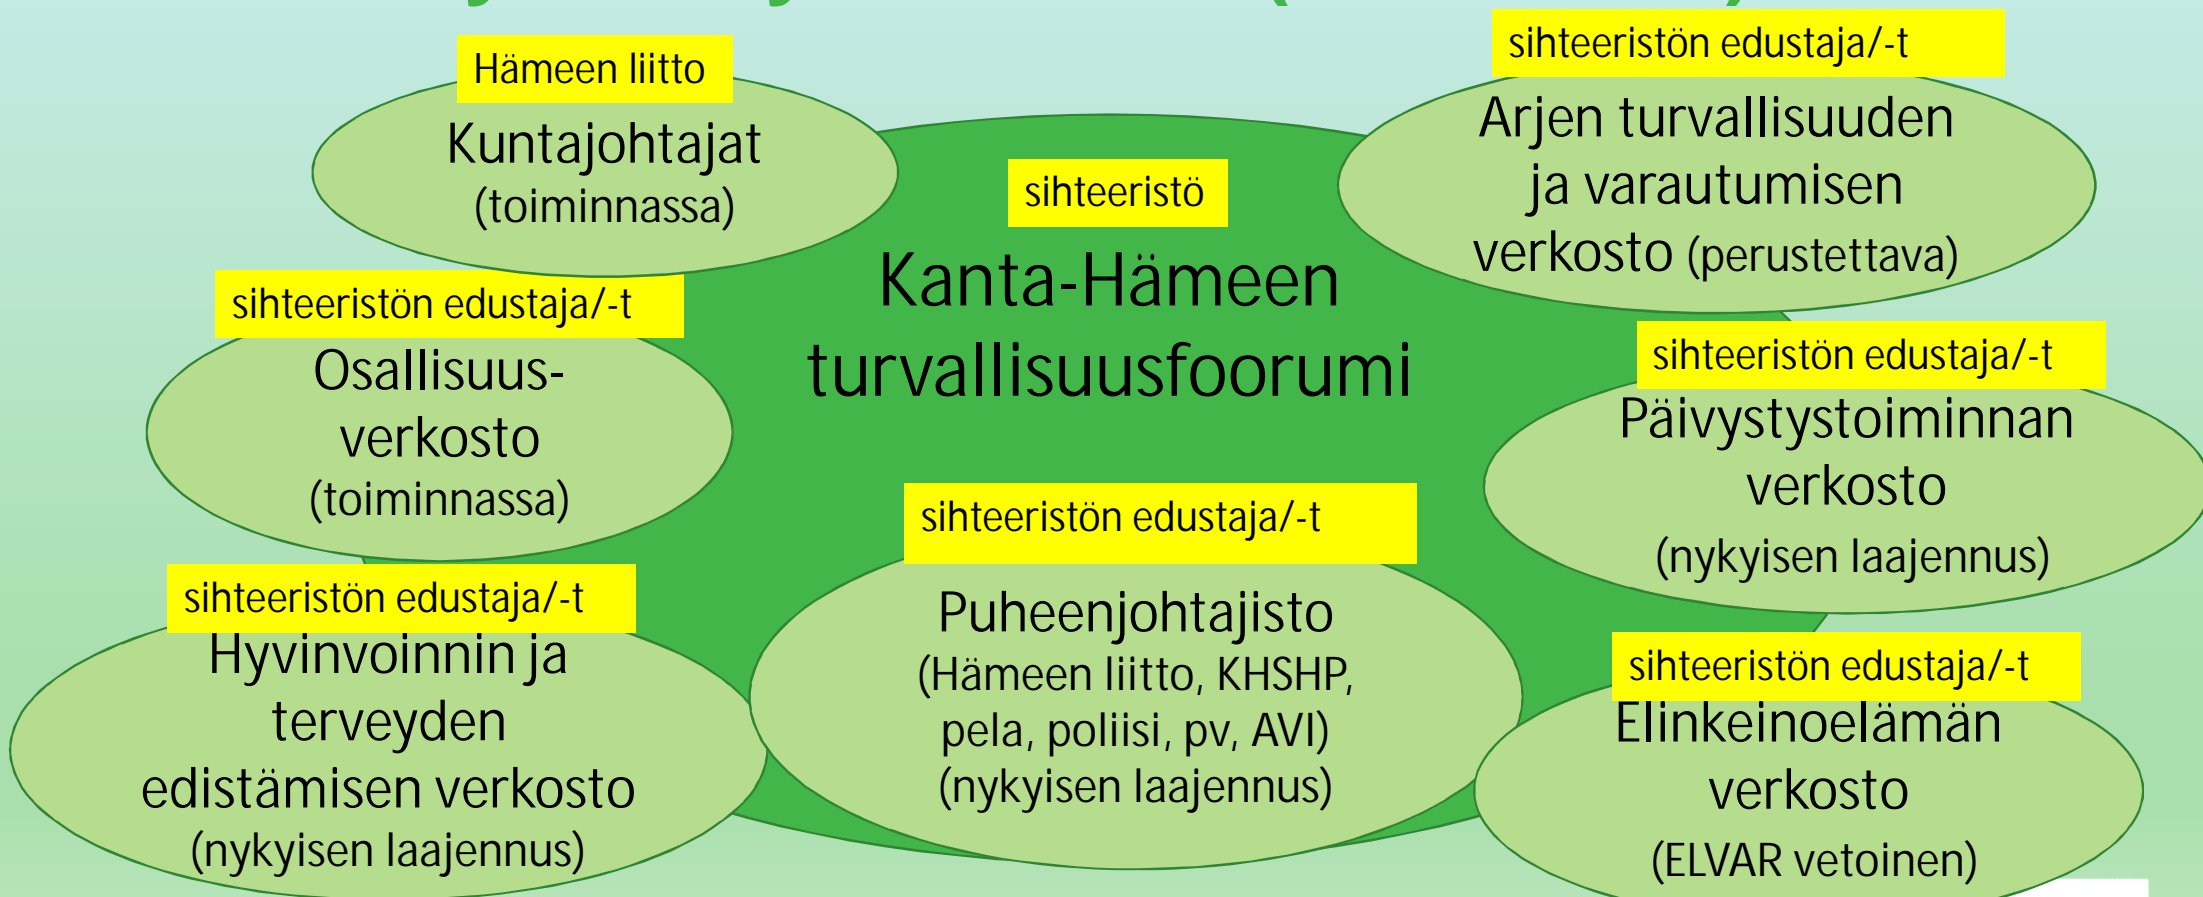 Hämeen liitto
Kuntajohtajat
(toiminnassa)
sihteeristön edustaja/-t
Arjen turvallisuuden
ja varautumisen
verkosto (perustettava)
sihteeristö
Kanta-Hämeen
turvallisuusfoorumi
sihteeristön edustaja/-t
Osallisuus-
verkosto
(toiminnassa)
sihteeristön edustaja/-t
Päivystystoiminnan
verkosto
(nykyisen laajennus)
sihteeristön edustaja/-t
Hyvinvoinnin ja
terveyden
edistämisen verkosto
(nykyisen laajennus)
sihteeristön edustaja/-t
Puheenjohtajisto
(Hämeen liitto, KHSHP,
pela, poliisi, pv, AVI)
(nykyisen laajennus)
sihteeristön edustaja/-t
Elinkeinoelämän
verkosto
(ELVAR vetoinen)